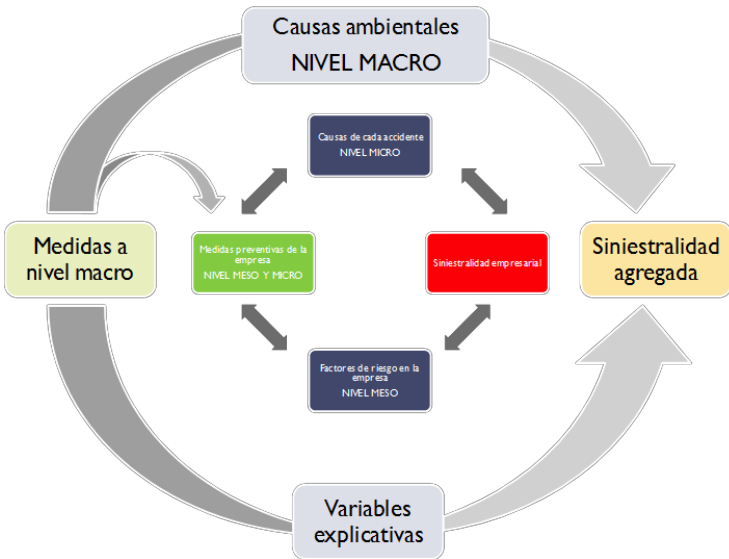 Causas ambientales
NIVEL MACRO
Causas de cada accidente
NIVEL MICRO
Medidas a
nivel macro
Medidas preventivas de la
empresa
NIVEL MESO Y MICRO
Siniestralidad empresarial
Siniestralidad
agregada
Factores de riesgo en la
empresa
NIVEL MESO
Variables
explicativas